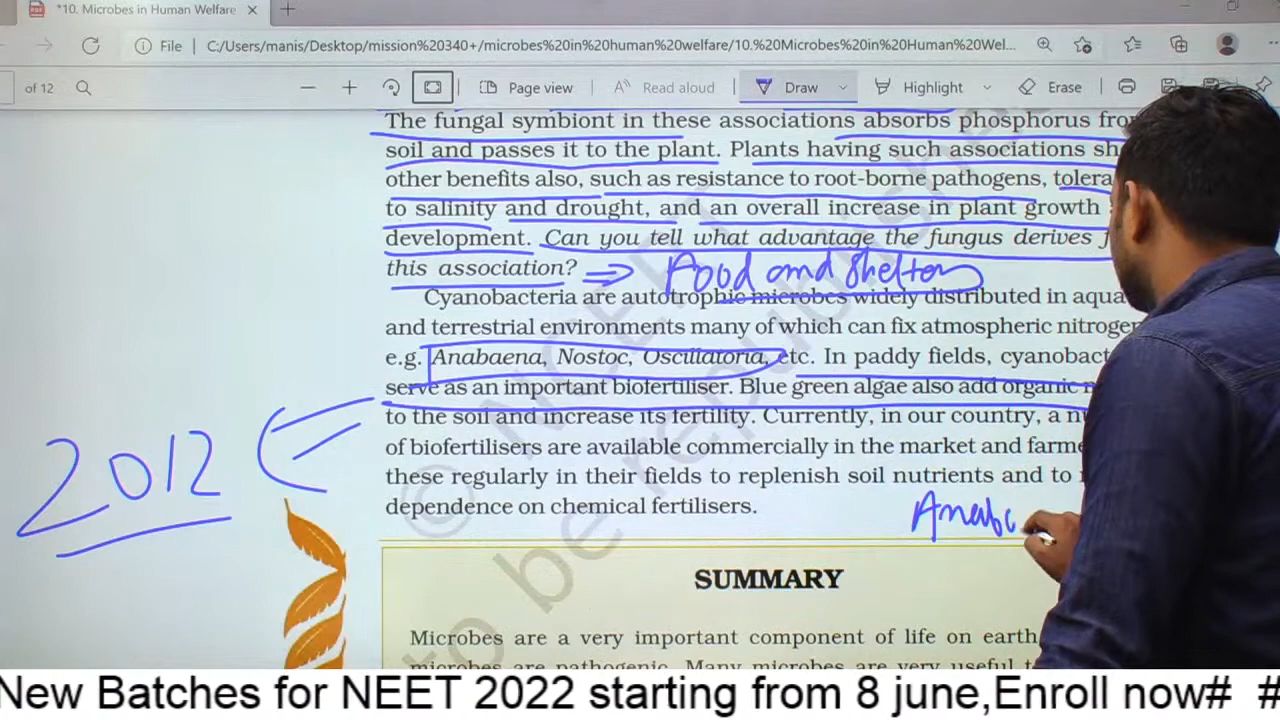 *10. Microbes in Human Welfare
File C:/Users/manis/Desktop/mission%20340+/microbes%20in%20human%20welfare/10.%20Microbes%20in%20Human%20Wel...
of 12 Page view Read aloud Draw Highlight Erase
The fungal symbiont in these associations absorbs phosphorus
soil and passes it to the plant. Plants having such associations
other benefits also, such as resistance to root-borne pathogens,
to salinity and drought, and an overall increase in plant growth
development. Can you tell what advantage the fungus derives
this association? ⇒ Food and Shelter
Cyanobacteria are autotrophic microbes widely distributed in
and terrestrial environments many of which can fix atmospheric
e.g. Anabaena, Nostoc, Oscillatoria, etc. In paddy fields,
serve as an important biofertiliser. Blue green algae also add organic
to the soil and increase its fertility. Currently, in our country, a
of biofertilisers are available commercially in the market and
these regularly in their fields to replenish soil nutrients and to
dependence on chemical fertilisers.
2012
Anab
SUMMARY
Microbes are a very important component of life on earth.
microbes are pathogenic. Many microbes are very useful
New Batches for NEET 2022 starting from 8 june,Enroll now# #